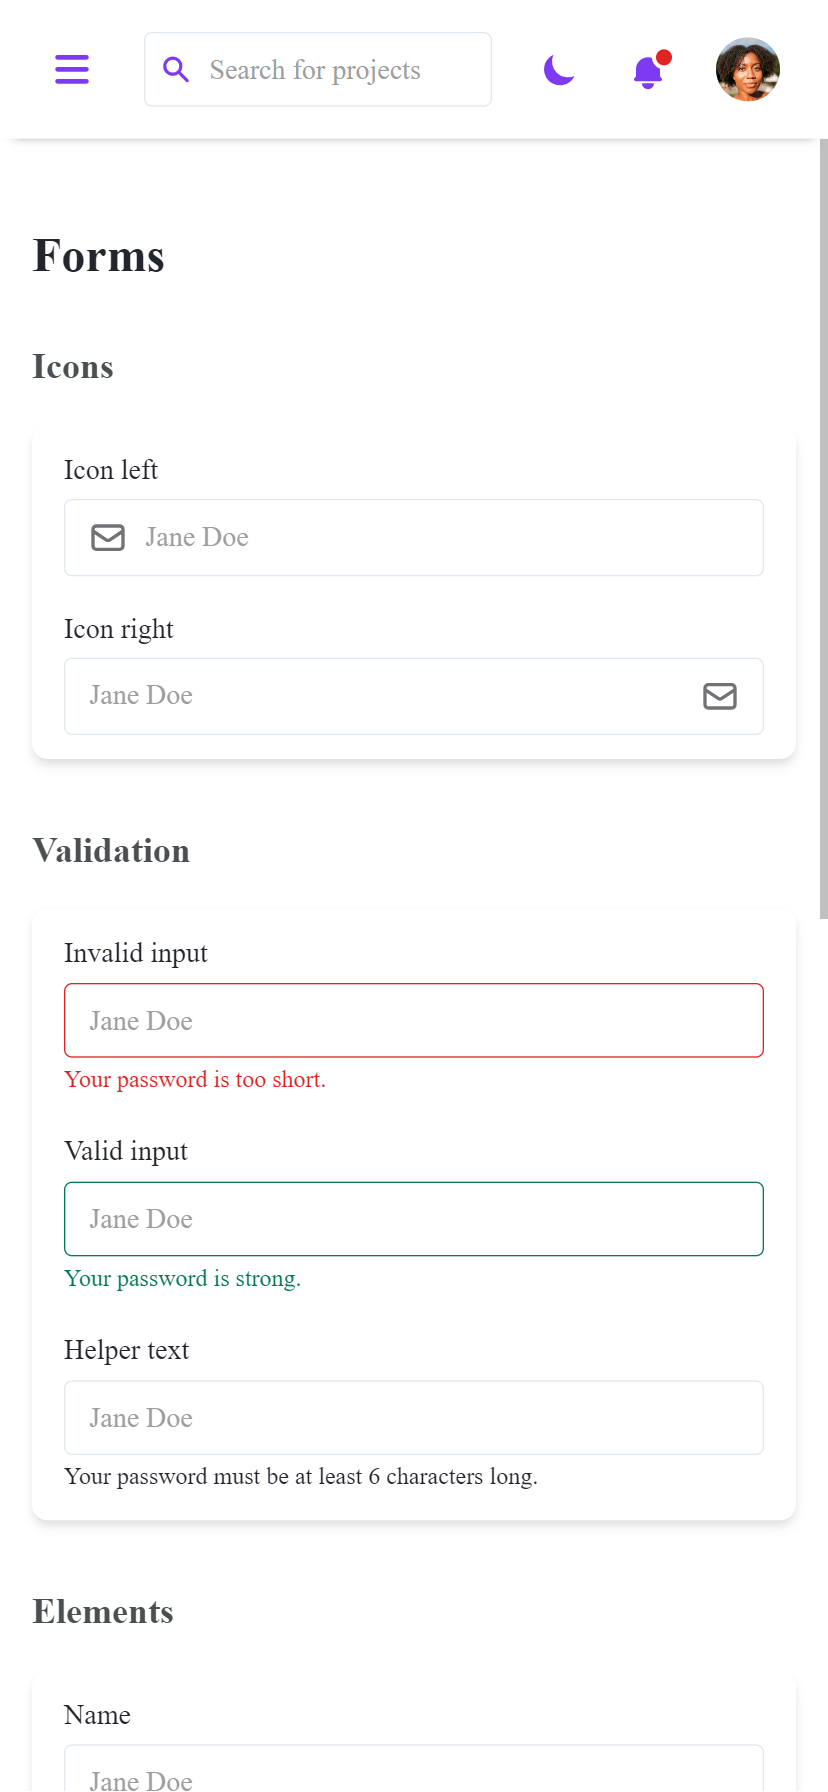 Search for projects
Forms
Icons
Icon left
Jane Doe
Icon right
Jane Doe
Validation
Invalid input
Jane Doe
Your password is too short.
Valid input
Jane Doe
Your password is strong.
Helper text
Jane Doe
Your password must be at least 6 characters long.
Elements
Name
Jane Doe